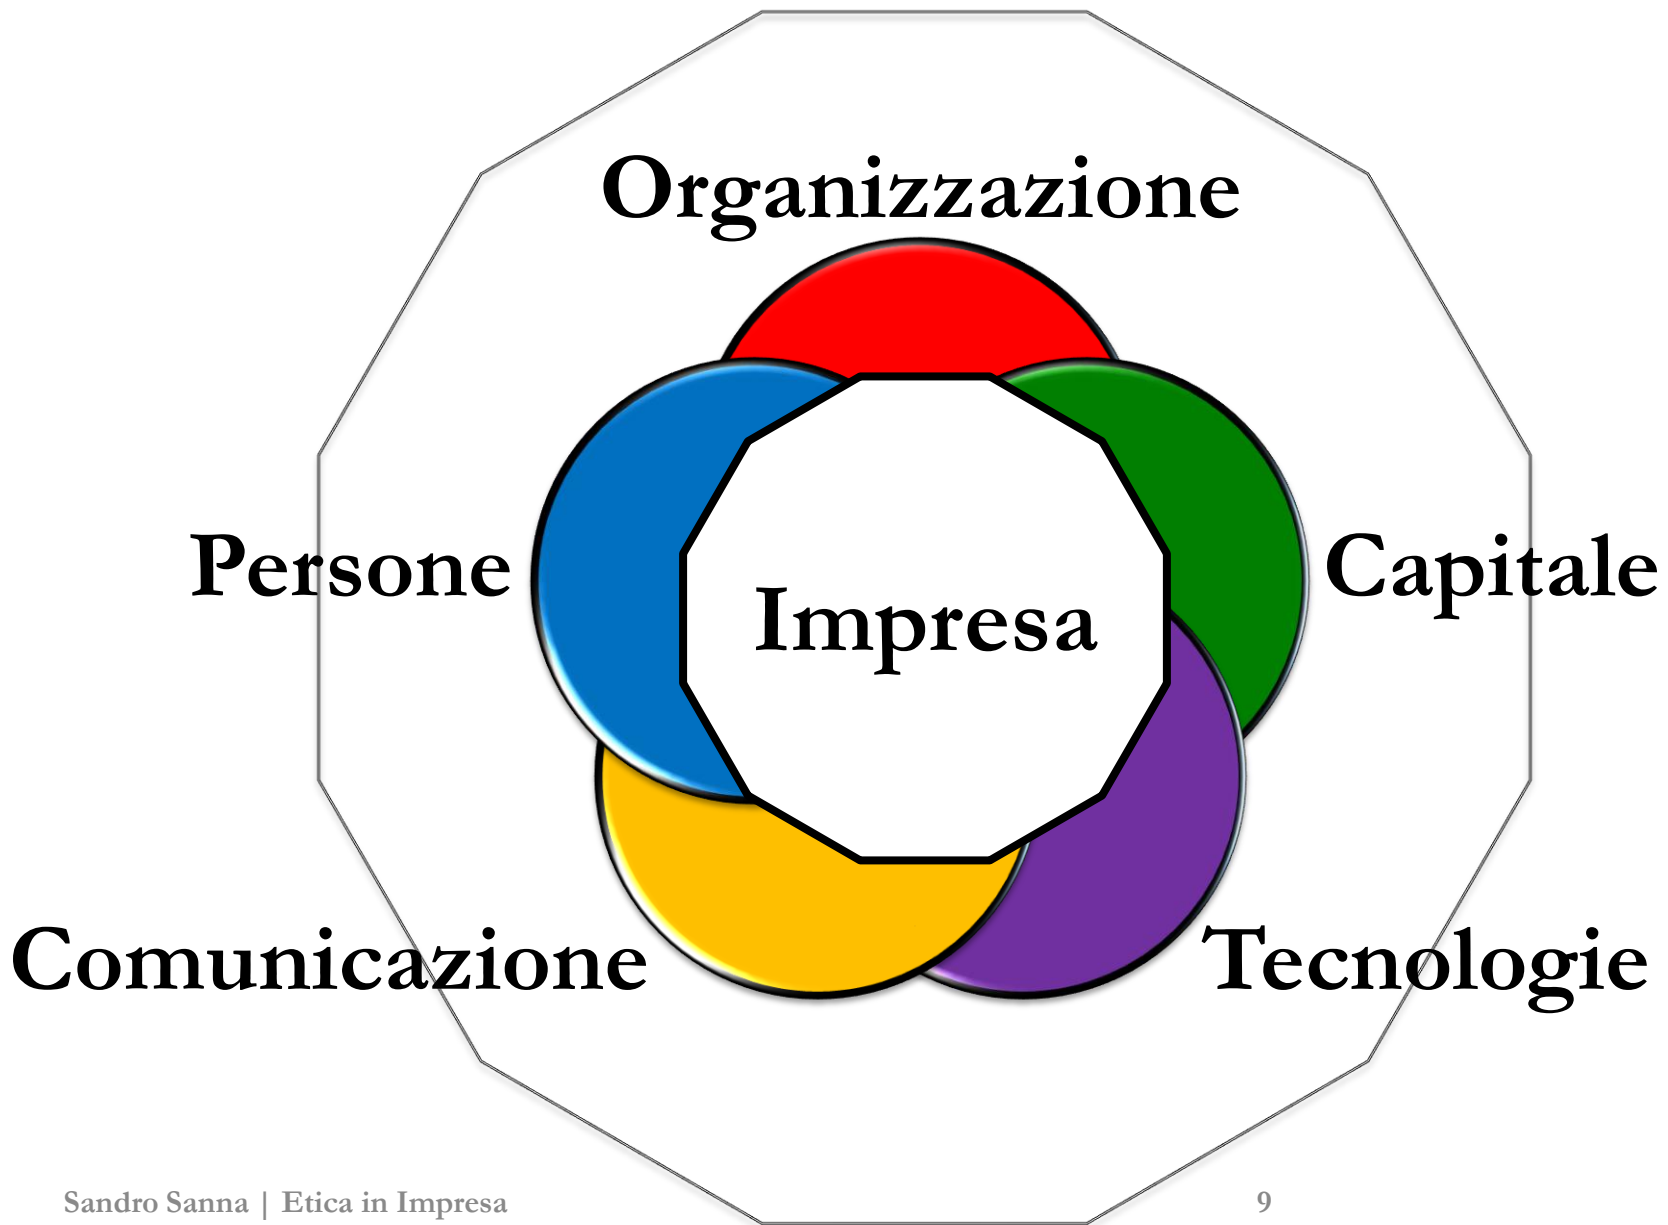 Organizzazione
Persone
Capitale
Impresa
Comunicazione
Tecnologie
Sandro Sanna | Etica in Impresa
9